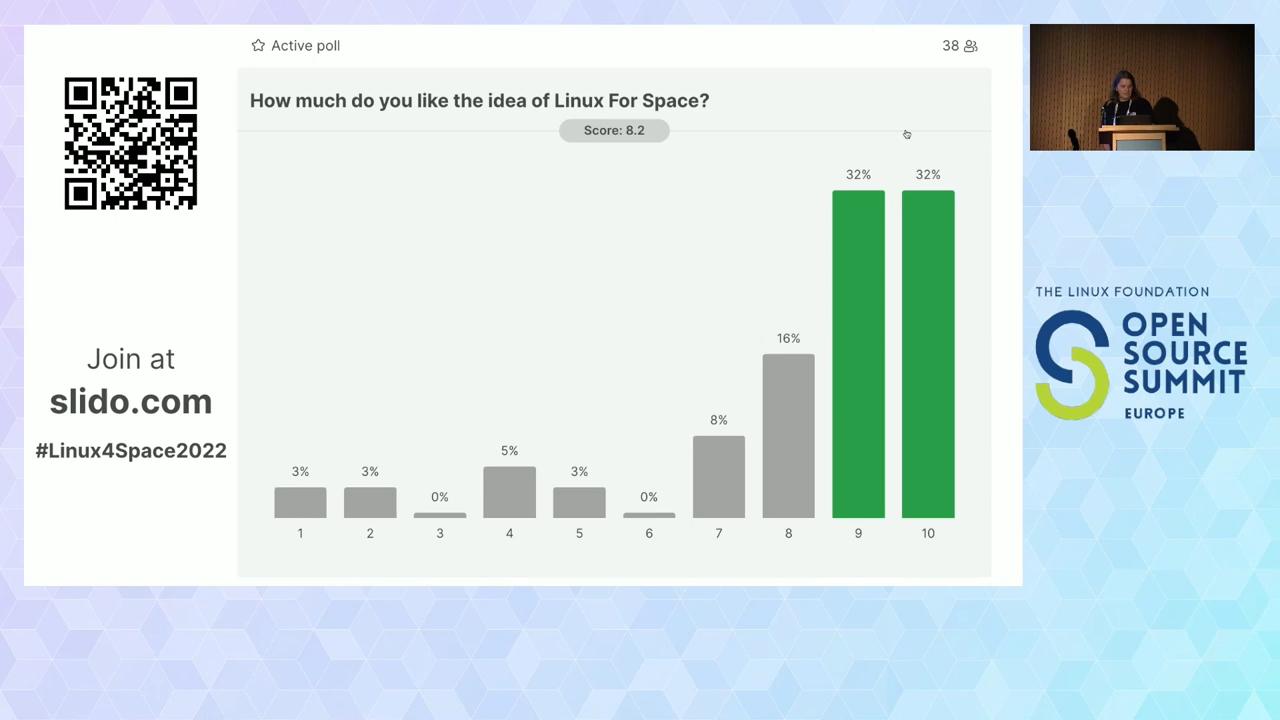 Active poll
38
How much do you like the idea of Linux For Space?
Score: 8.2
32%
32%
16%
8%
5%
3%
3%
3%
0%
0%
1
2
3
4
5
6
7
8
9
10
Join at
slido.com
#Linux4Space2022
THE LINUX FOUNDATION
OPEN
SOURCE
SUMMIT
EUROPE